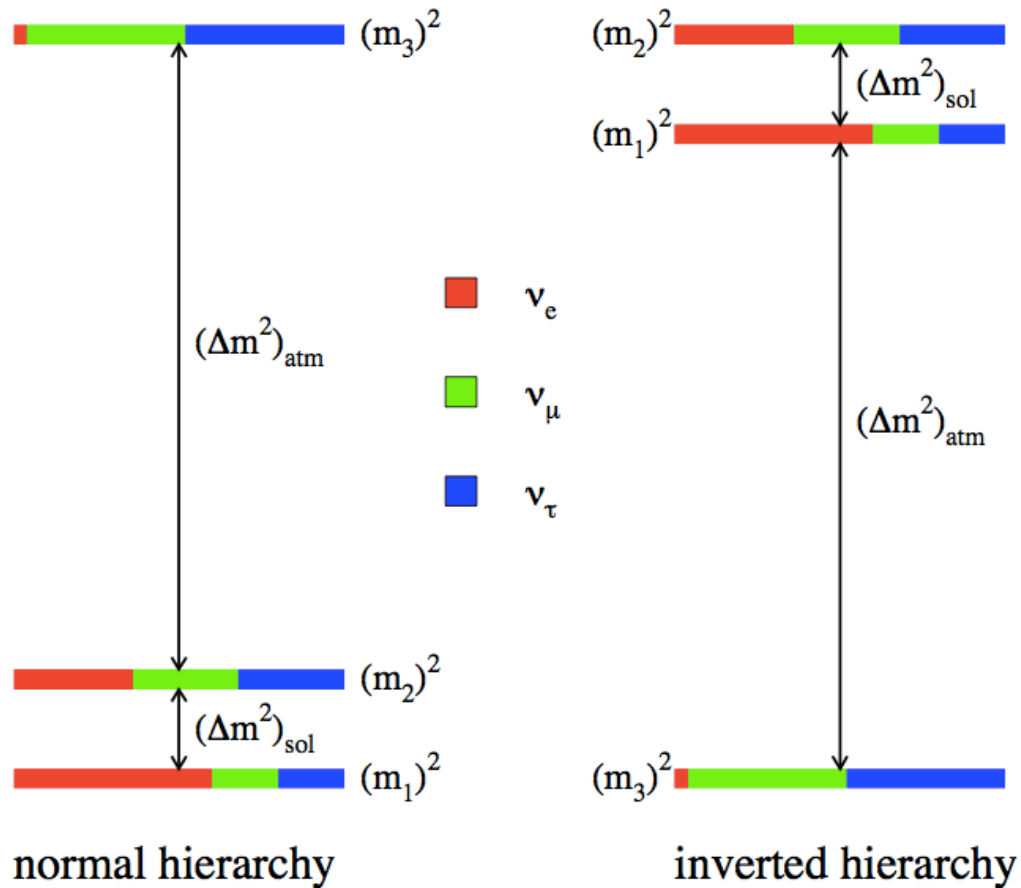 (m₃)²
(Δm²)atm
(m₂)²
(Δm²)sol
(m₁)²
normal hierarchy
νe
νμ
ντ
(m₂)²
(Δm²)sol
(m₁)²
(Δm²)atm
(m₃)²
inverted hierarchy